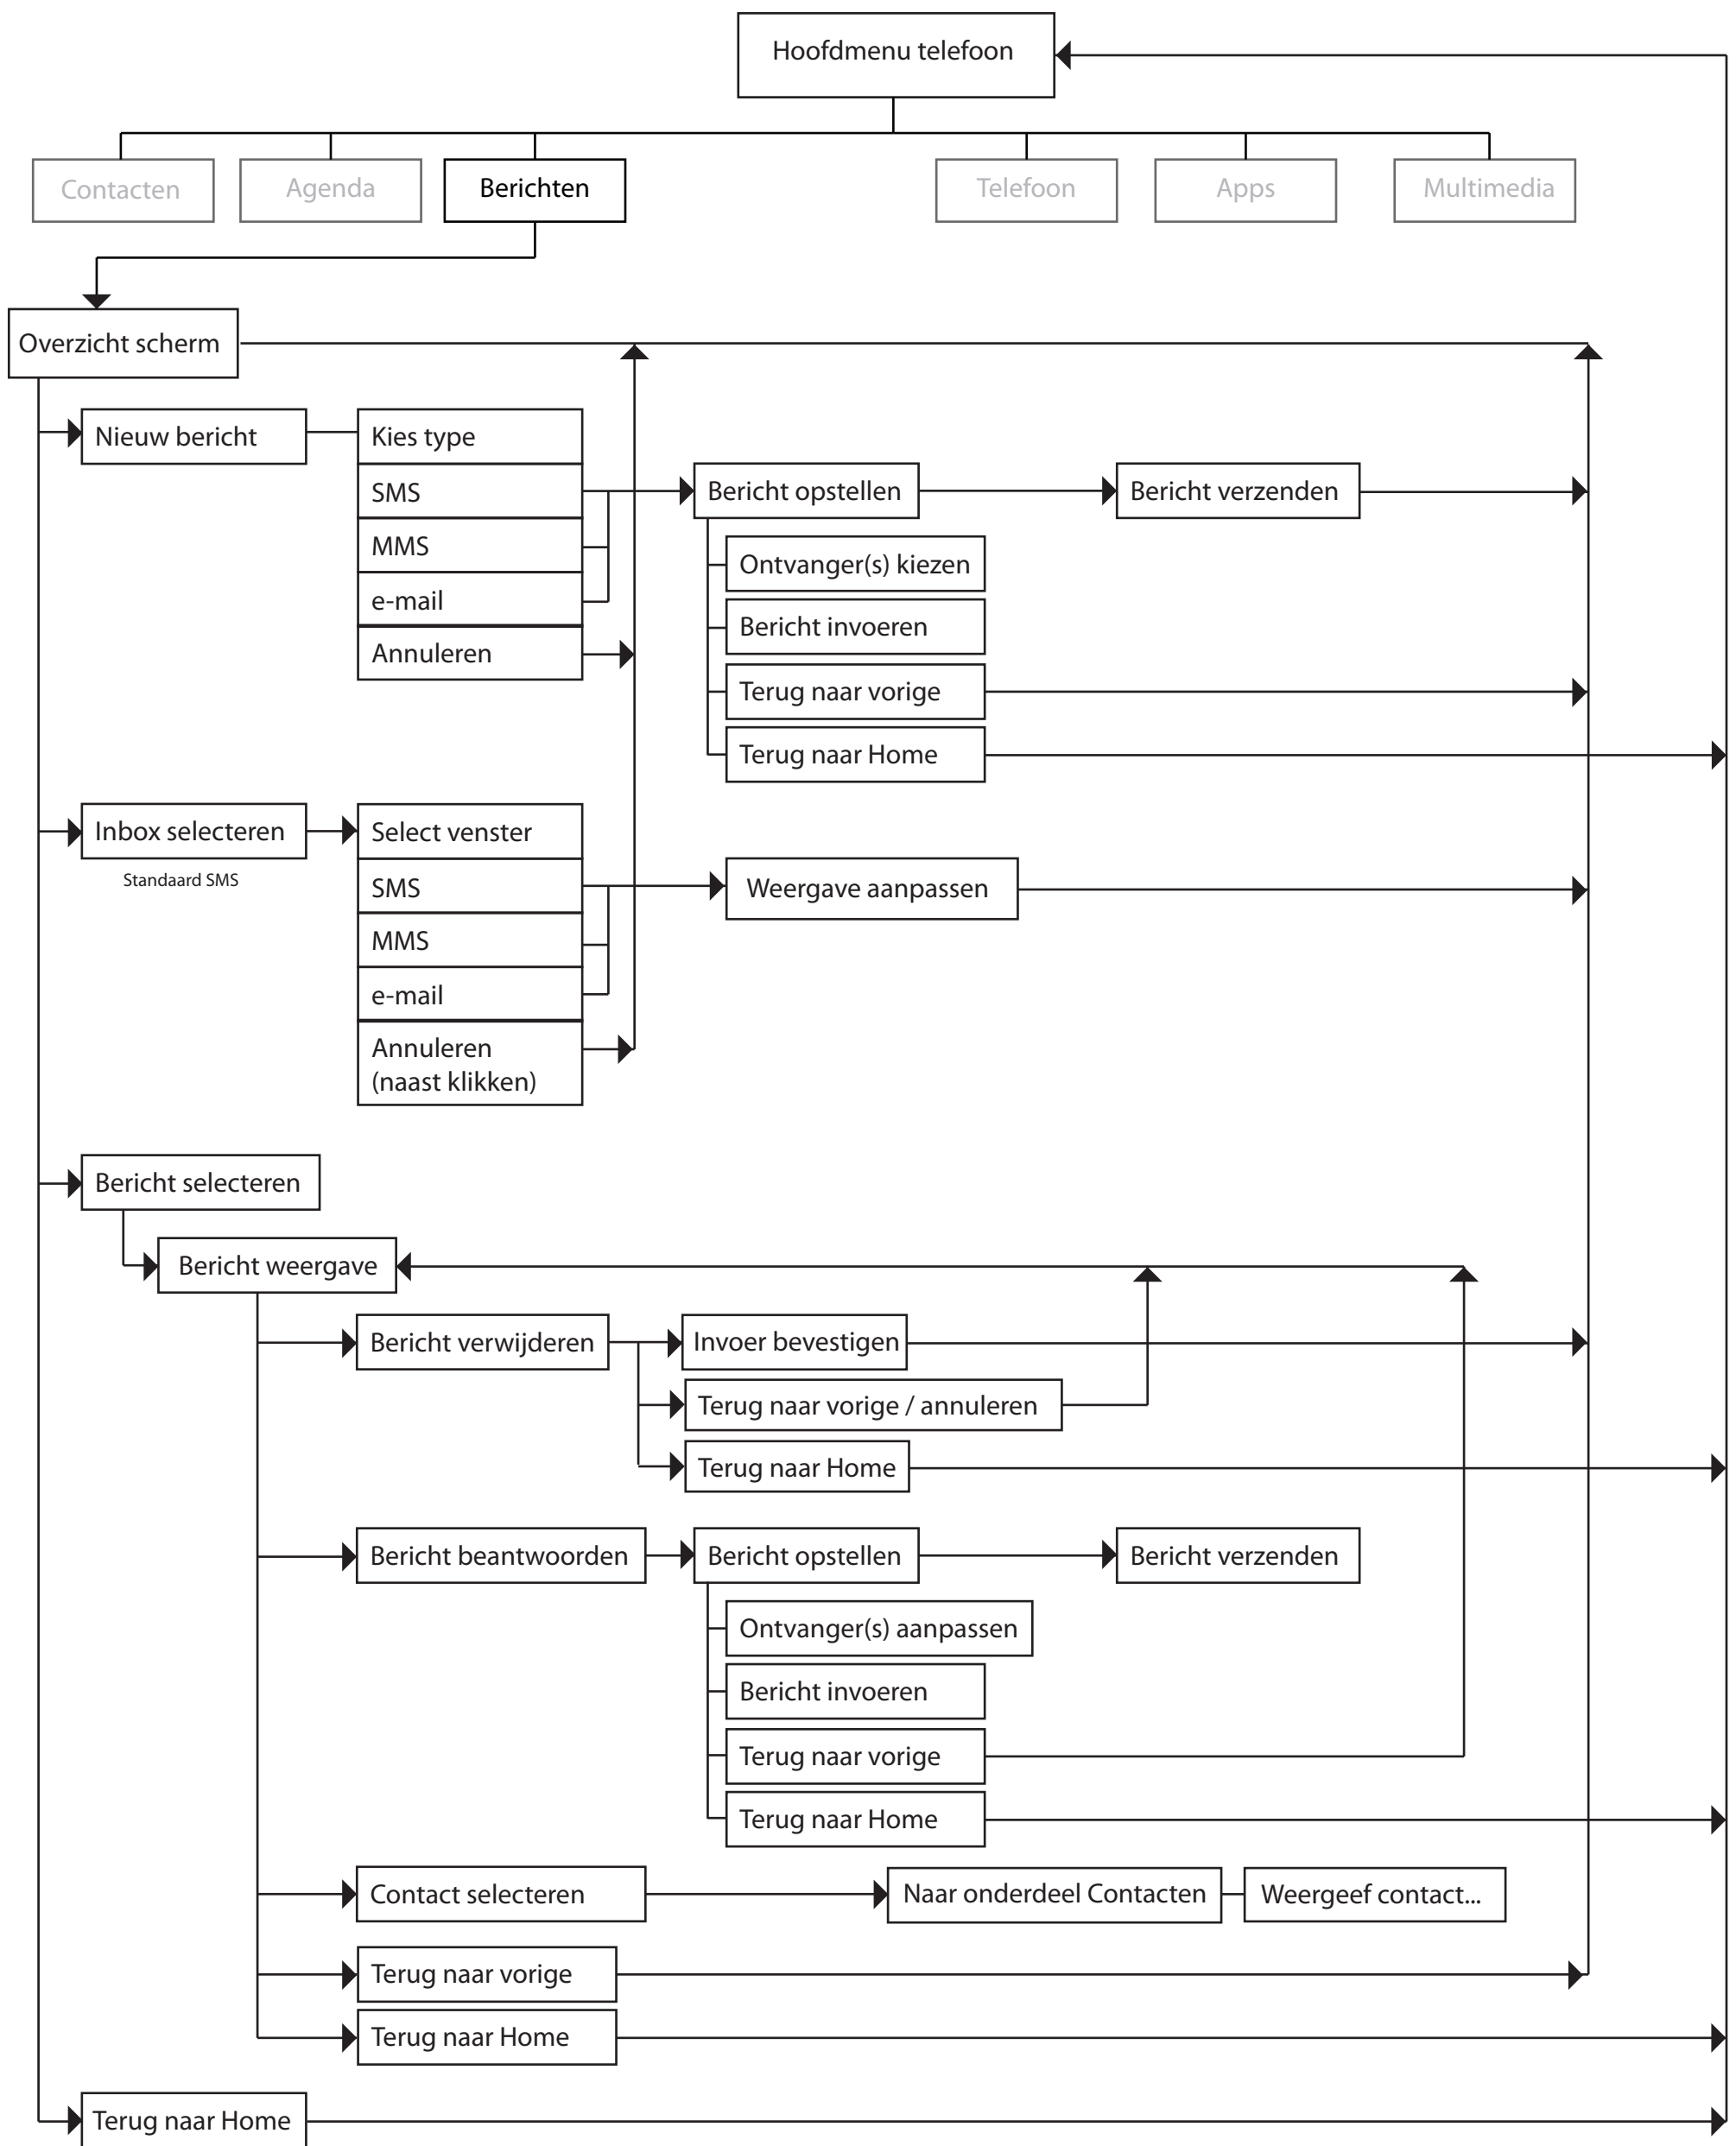 Hoofdmenu telefoon
Contacten
Agenda
Berichten
Telefoon
Apps
Multimedia
Overzicht scherm
Nieuw bericht
Kies type
SMS
MMS
e-mail
Annuleren
Bericht opstellen
Bericht verzenden
Ontvanger(s) kiezen
Bericht invoeren
Terug naar vorige
Terug naar Home
Inbox selecteren
Standaard SMS
Select venster
SMS
MMS
e-mail
Annuleren
(naast klikken)
Weergave aanpassen
Bericht selecteren
Bericht weergave
Bericht verwijderen
Invoer bevestigen
Terug naar vorige / annuleren
Terug naar Home
Bericht beantwoorden
Bericht opstellen
Bericht verzenden
Ontvanger(s) aanpassen
Bericht invoeren
Terug naar vorige
Terug naar Home
Contact selecteren
Naar onderdeel Contacten
Weergeef contact...
Terug naar vorige
Terug naar Home
Terug naar Home